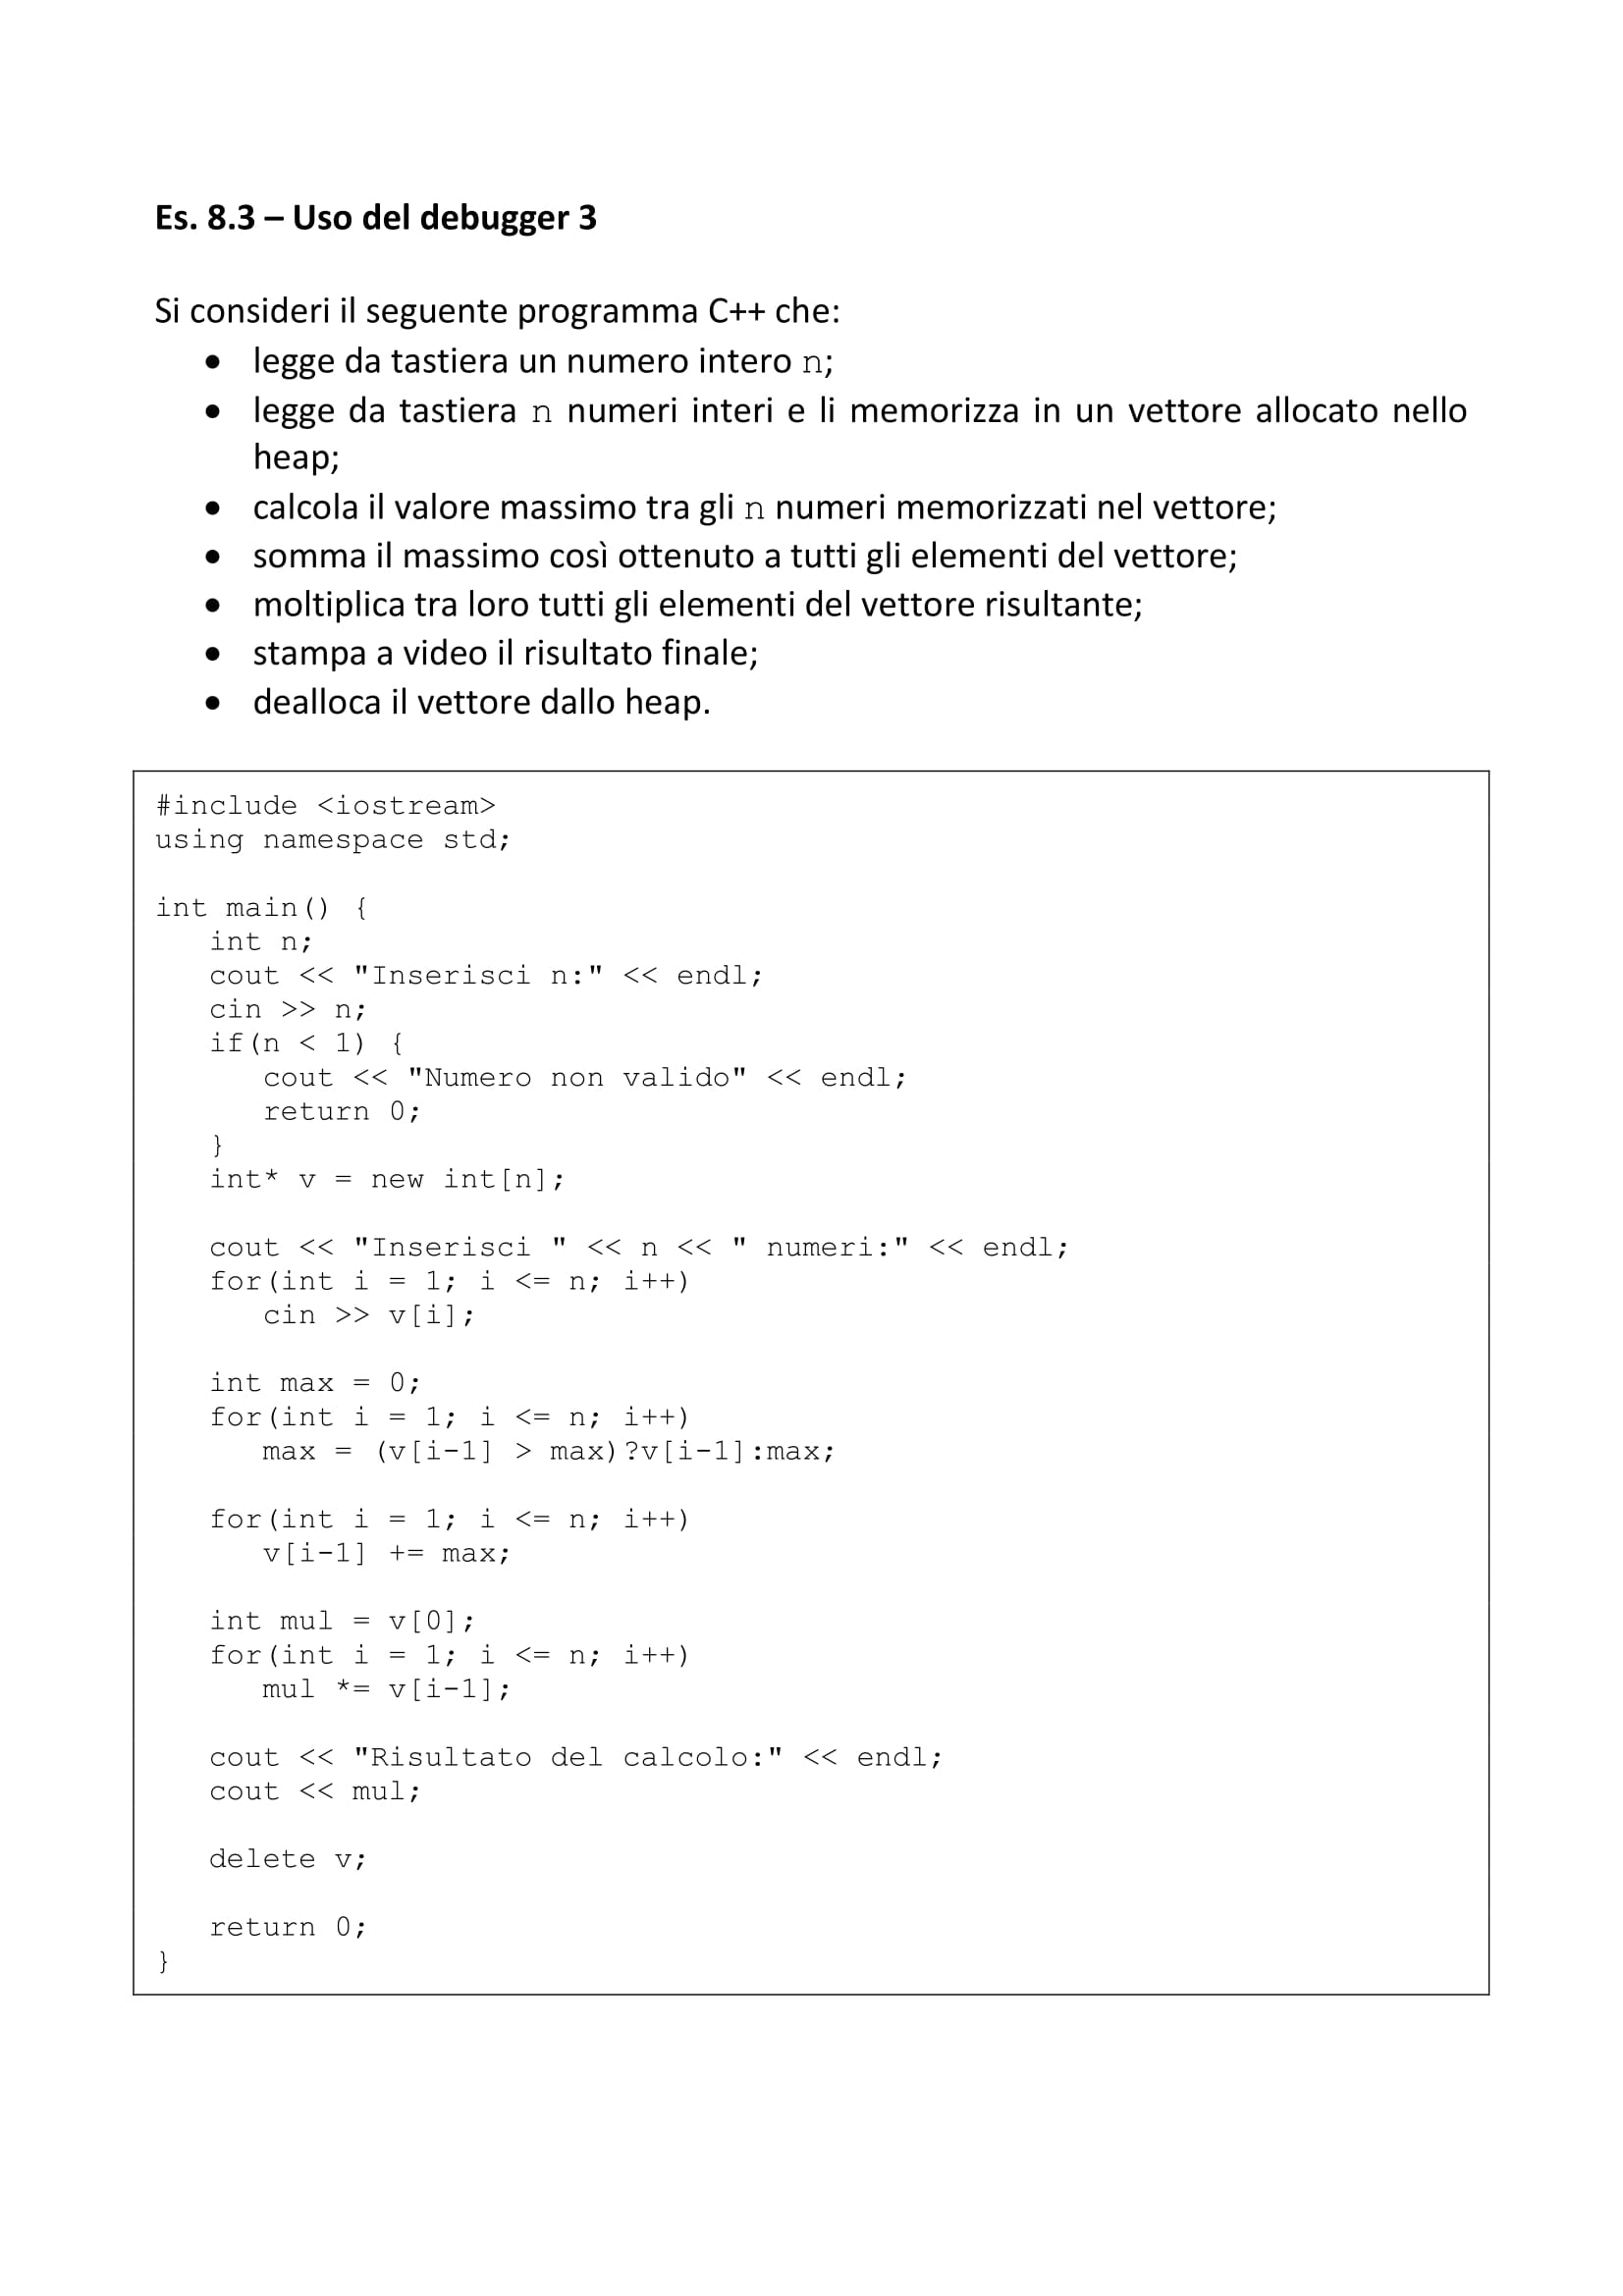 Es. 8.3 – Uso del debugger 3
Si consideri il seguente programma C++ che:
• legge da tastiera un numero intero n;
• legge da tastiera n numeri interi e li memorizza in un vettore allocato nello
heap;
• calcola il valore massimo tra gli n numeri memorizzati nel vettore;
• somma il massimo così ottenuto a tutti gli elementi del vettore;
• moltiplica tra loro tutti gli elementi del vettore risultante;
• stampa a video il risultato finale;
• dealloca il vettore dallo heap.
#include <iostream>
using namespace std;
int main() {
   int n;
   cout << "Inserisci n:" << endl;
   cin >> n;
   if(n < 1) {
      cout << "Numero non valido" << endl;
      return 0;
   }
   int* v = new int[n];
   cout << "Inserisci " << n << " numeri:" << endl;
   for(int i = 1; i <= n; i++)
      cin >> v[i];
   int max = 0;
   for(int i = 1; i <= n; i++)
      max = (v[i-1] > max)?v[i-1]:max;
   for(int i = 1; i <= n; i++)
      v[i-1] += max;
   int mul = v[0];
   for(int i = 1; i <= n; i++)
      mul *= v[i-1];
   cout << "Risultato del calcolo:" << endl;
   cout << mul;
   delete v;
   return 0;
}